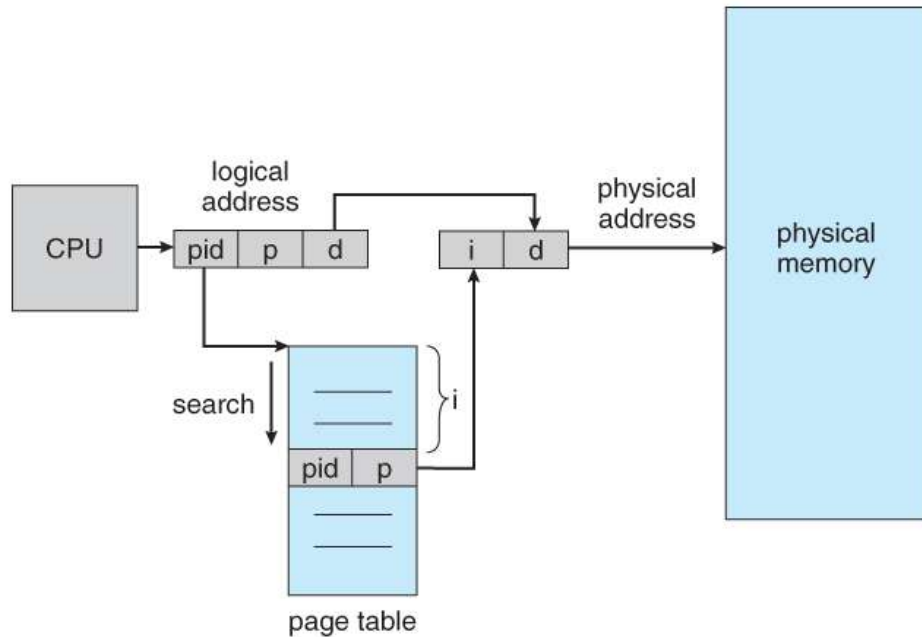 logical
address
physical
address
CPU
pid p d
i d
physical
memory
search
i
pid p
page table